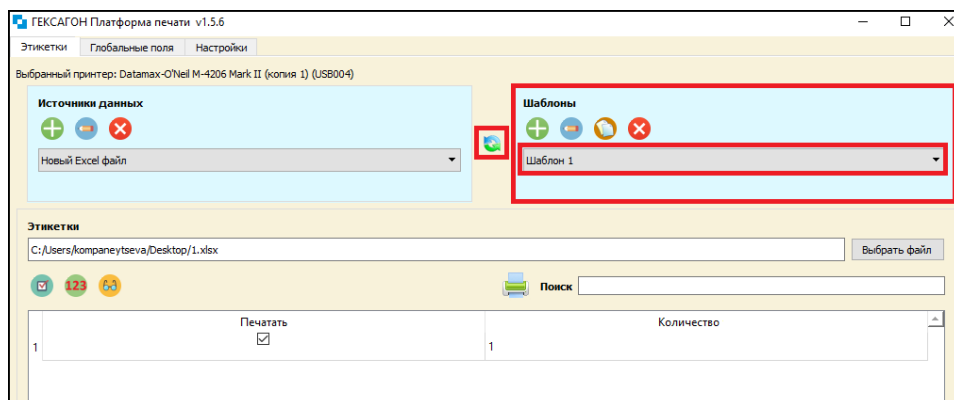 ГЕКСАГОН Платформа печати v1.5.6
Этикетки Глобальные поля Настройки
Выбранный принтер: Datamax-O'Neil M-4206 Mark II (копия 1) (USB004)
Источники данных
Шаблоны
Новый Excel файл
Шаблон 1
Этикетки
C:/Users/kompaneytseva/Desktop/1.xlsx
Выбрать файл
123
Поиск
Печатать Количество
1 1